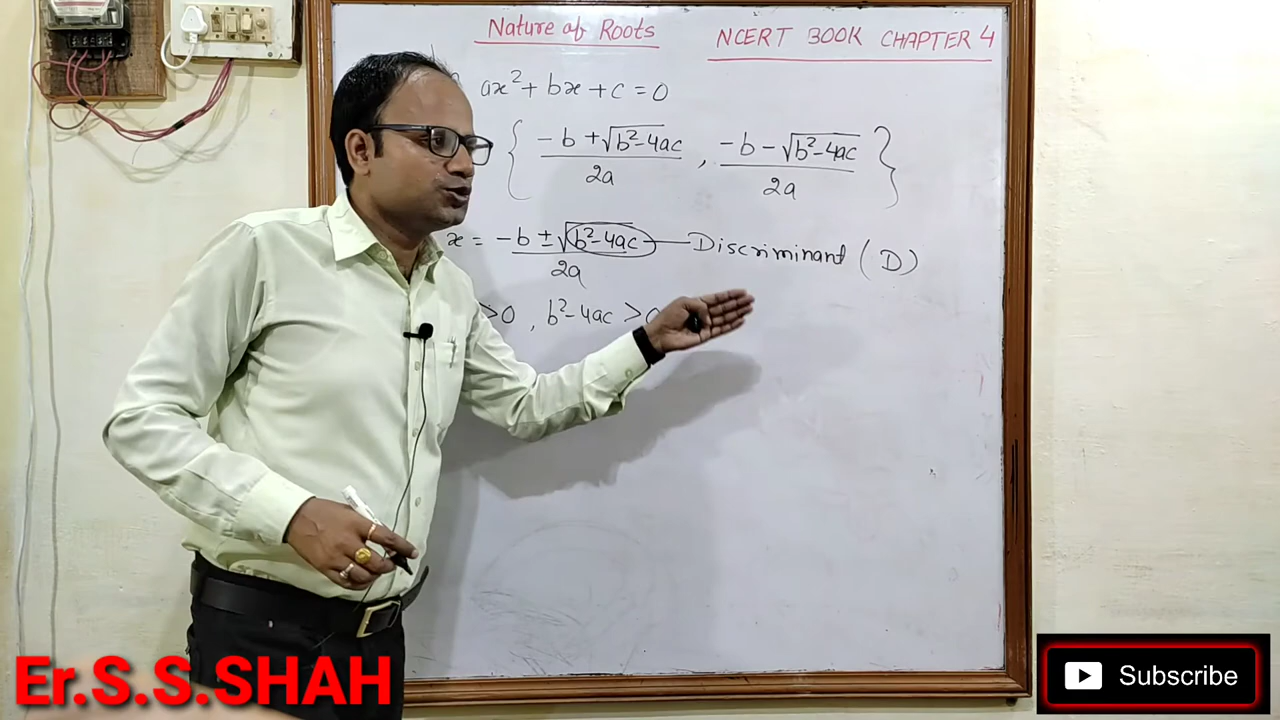 Nature of Roots
NCERT BOOK CHAPTER 4
ax²+bx+c=0
{ -b+√b²-4ac / 2a , -b-√b²-4ac / 2a }
x = -b±√b²-4ac / 2a — Discriminant (D)
>0, b²-4ac >0
Er.S.S.SHAH
Subscribe